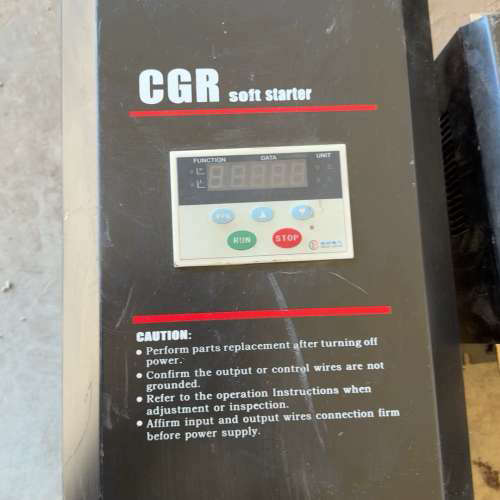 CGR soft starter
FUNCTION DATA UNIT
RUN STOP
CAUTION:
• Perform parts replacement after turning off
power.
• Confirm the output or control wires are not
grounded.
• Refer to the operation Instructions when
adjustment or inspection.
• Affirm input and output wires connection firm
before power supply.